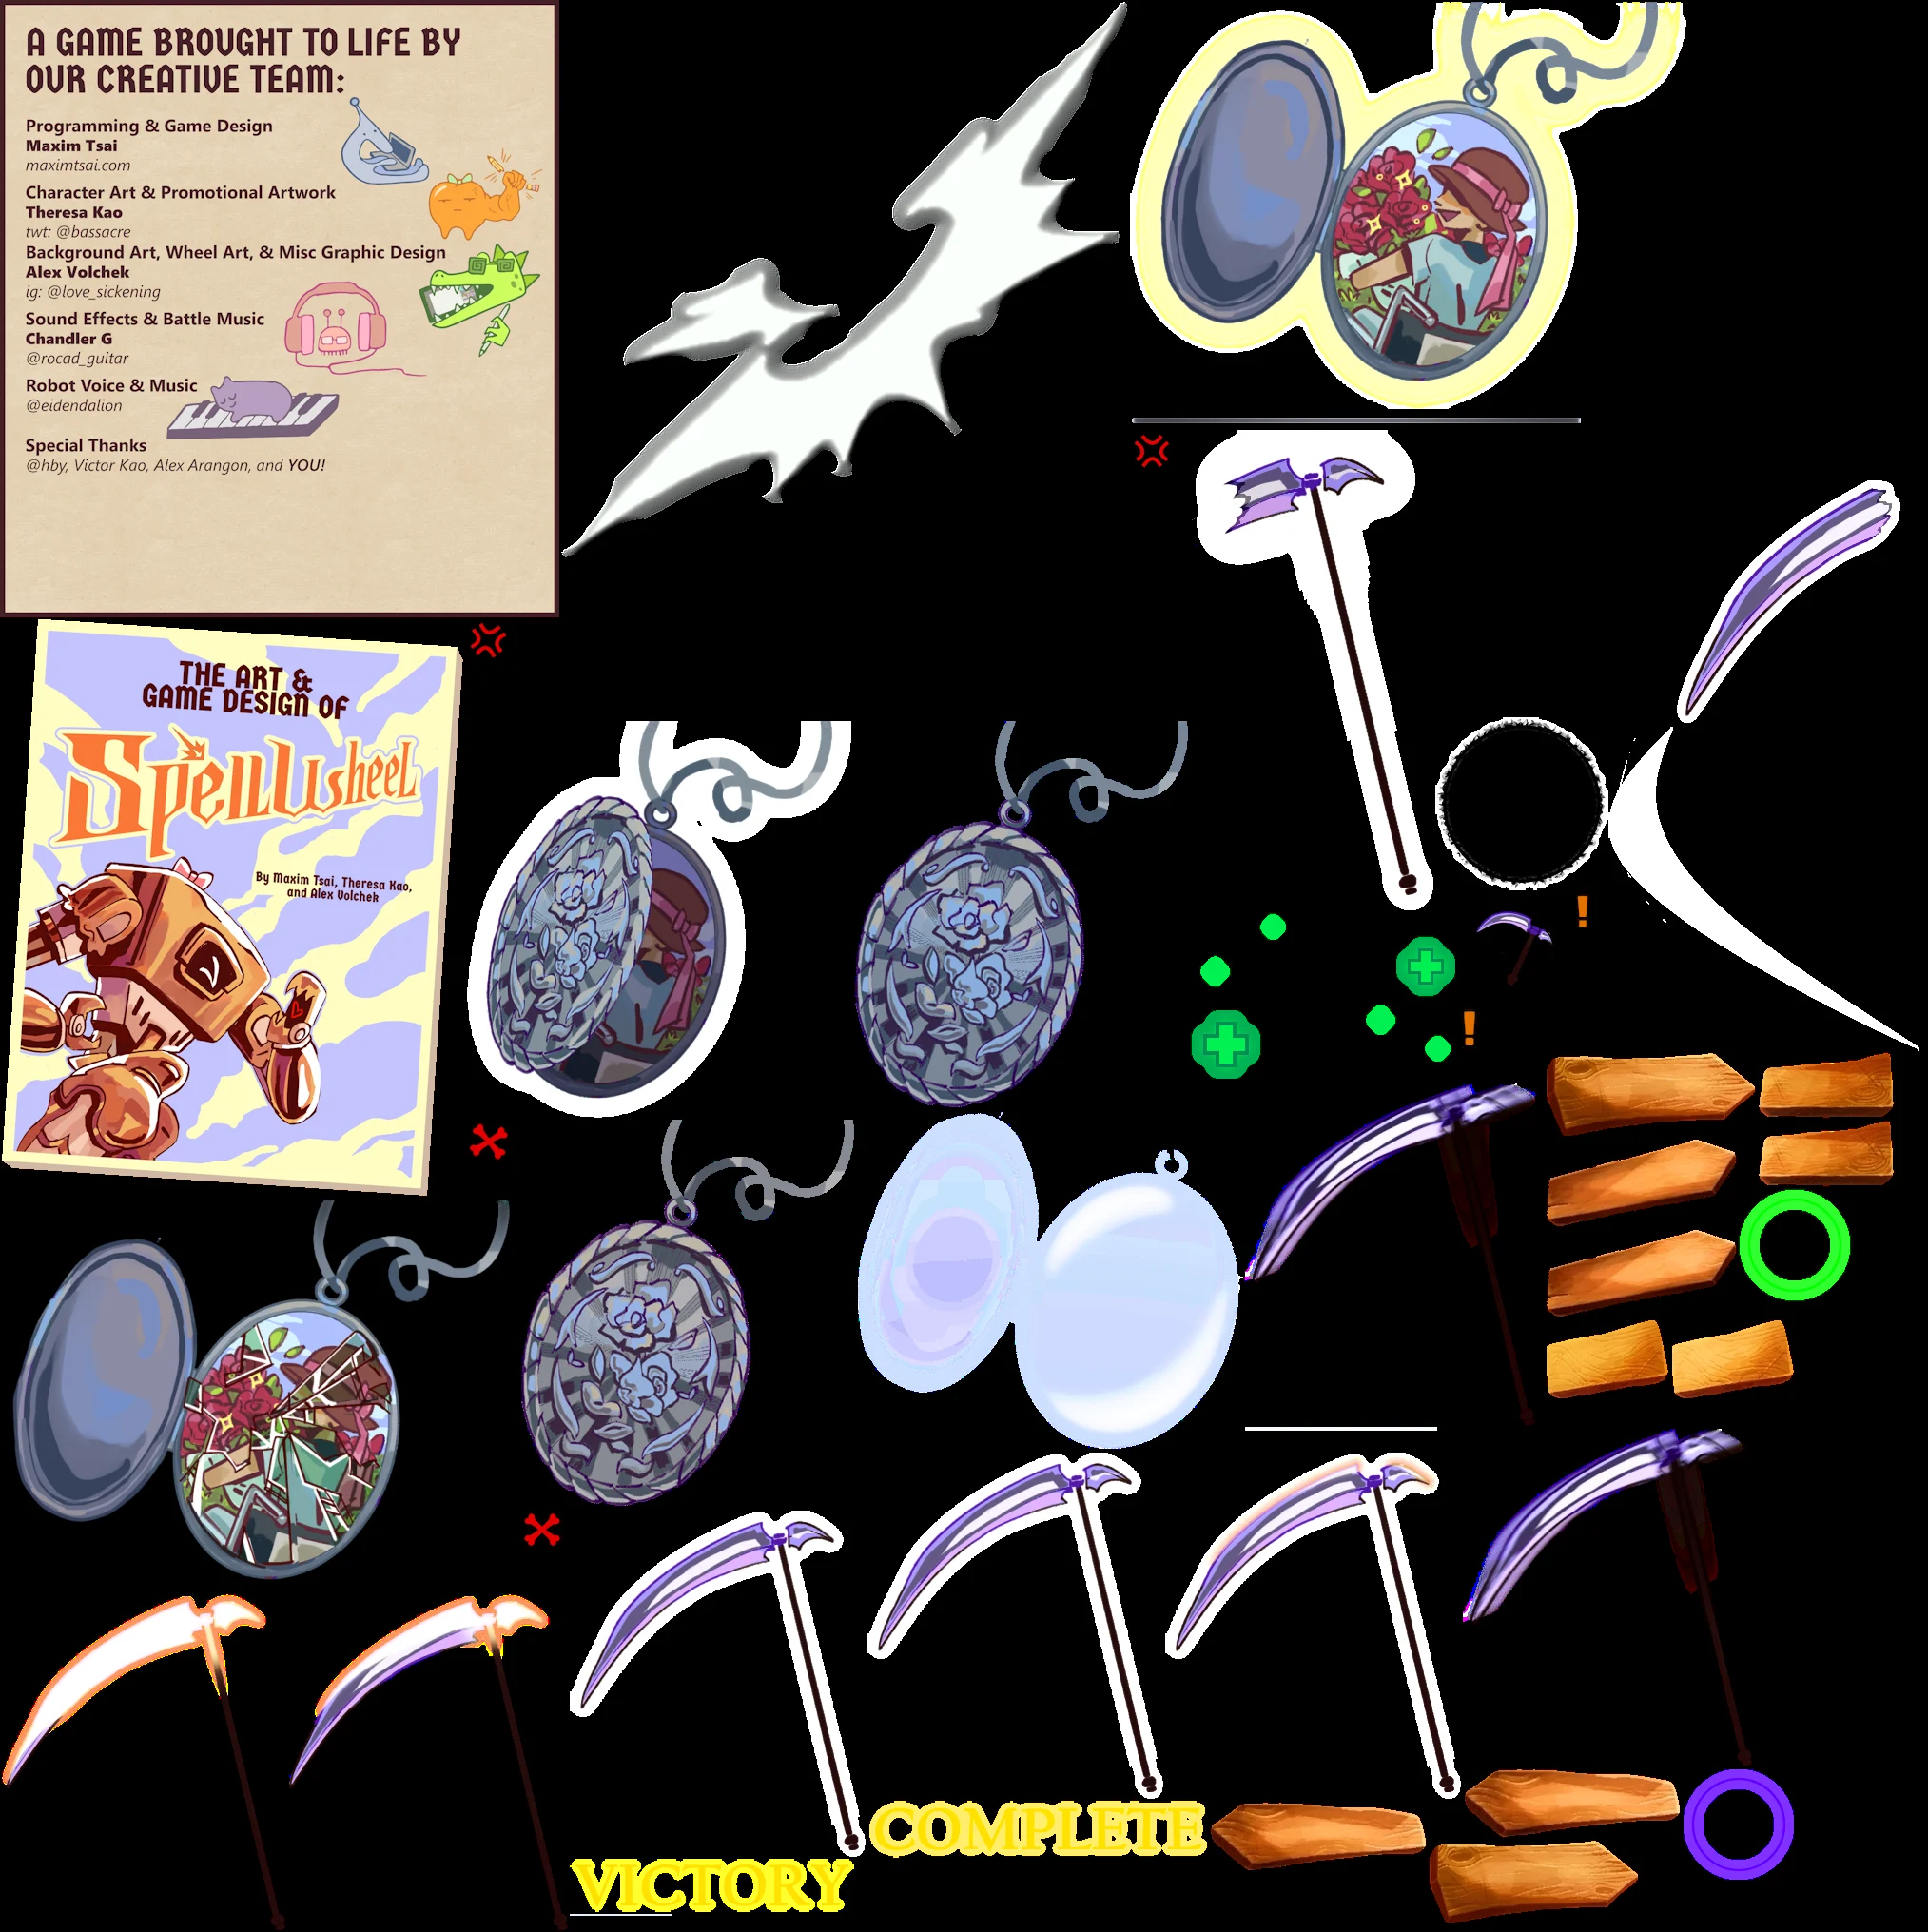 A GAME BROUGHT TO LIFE BY
OUR CREATIVE TEAM:
Programming & Game Design
Maxim Tsai
maximtsai.com
Character Art & Promotional Artwork
Theresa Kao
twt: @bassacre
Background Art, Wheel Art, & Misc Graphic Design
Alex Volchek
ig: @love_sickening
Sound Effects & Battle Music
Chandler G
@rocad_guitar
Robot Voice & Music
@eidendalion
Special Thanks
@hby, Victor Kao, Alex Arangon, and YOU!
THE ART &
GAME DESIGN OF
Spellwheel
By Maxim Tsai, Theresa Kao,
and Alex Volchek
!
!
COMPLETE
VICTORY